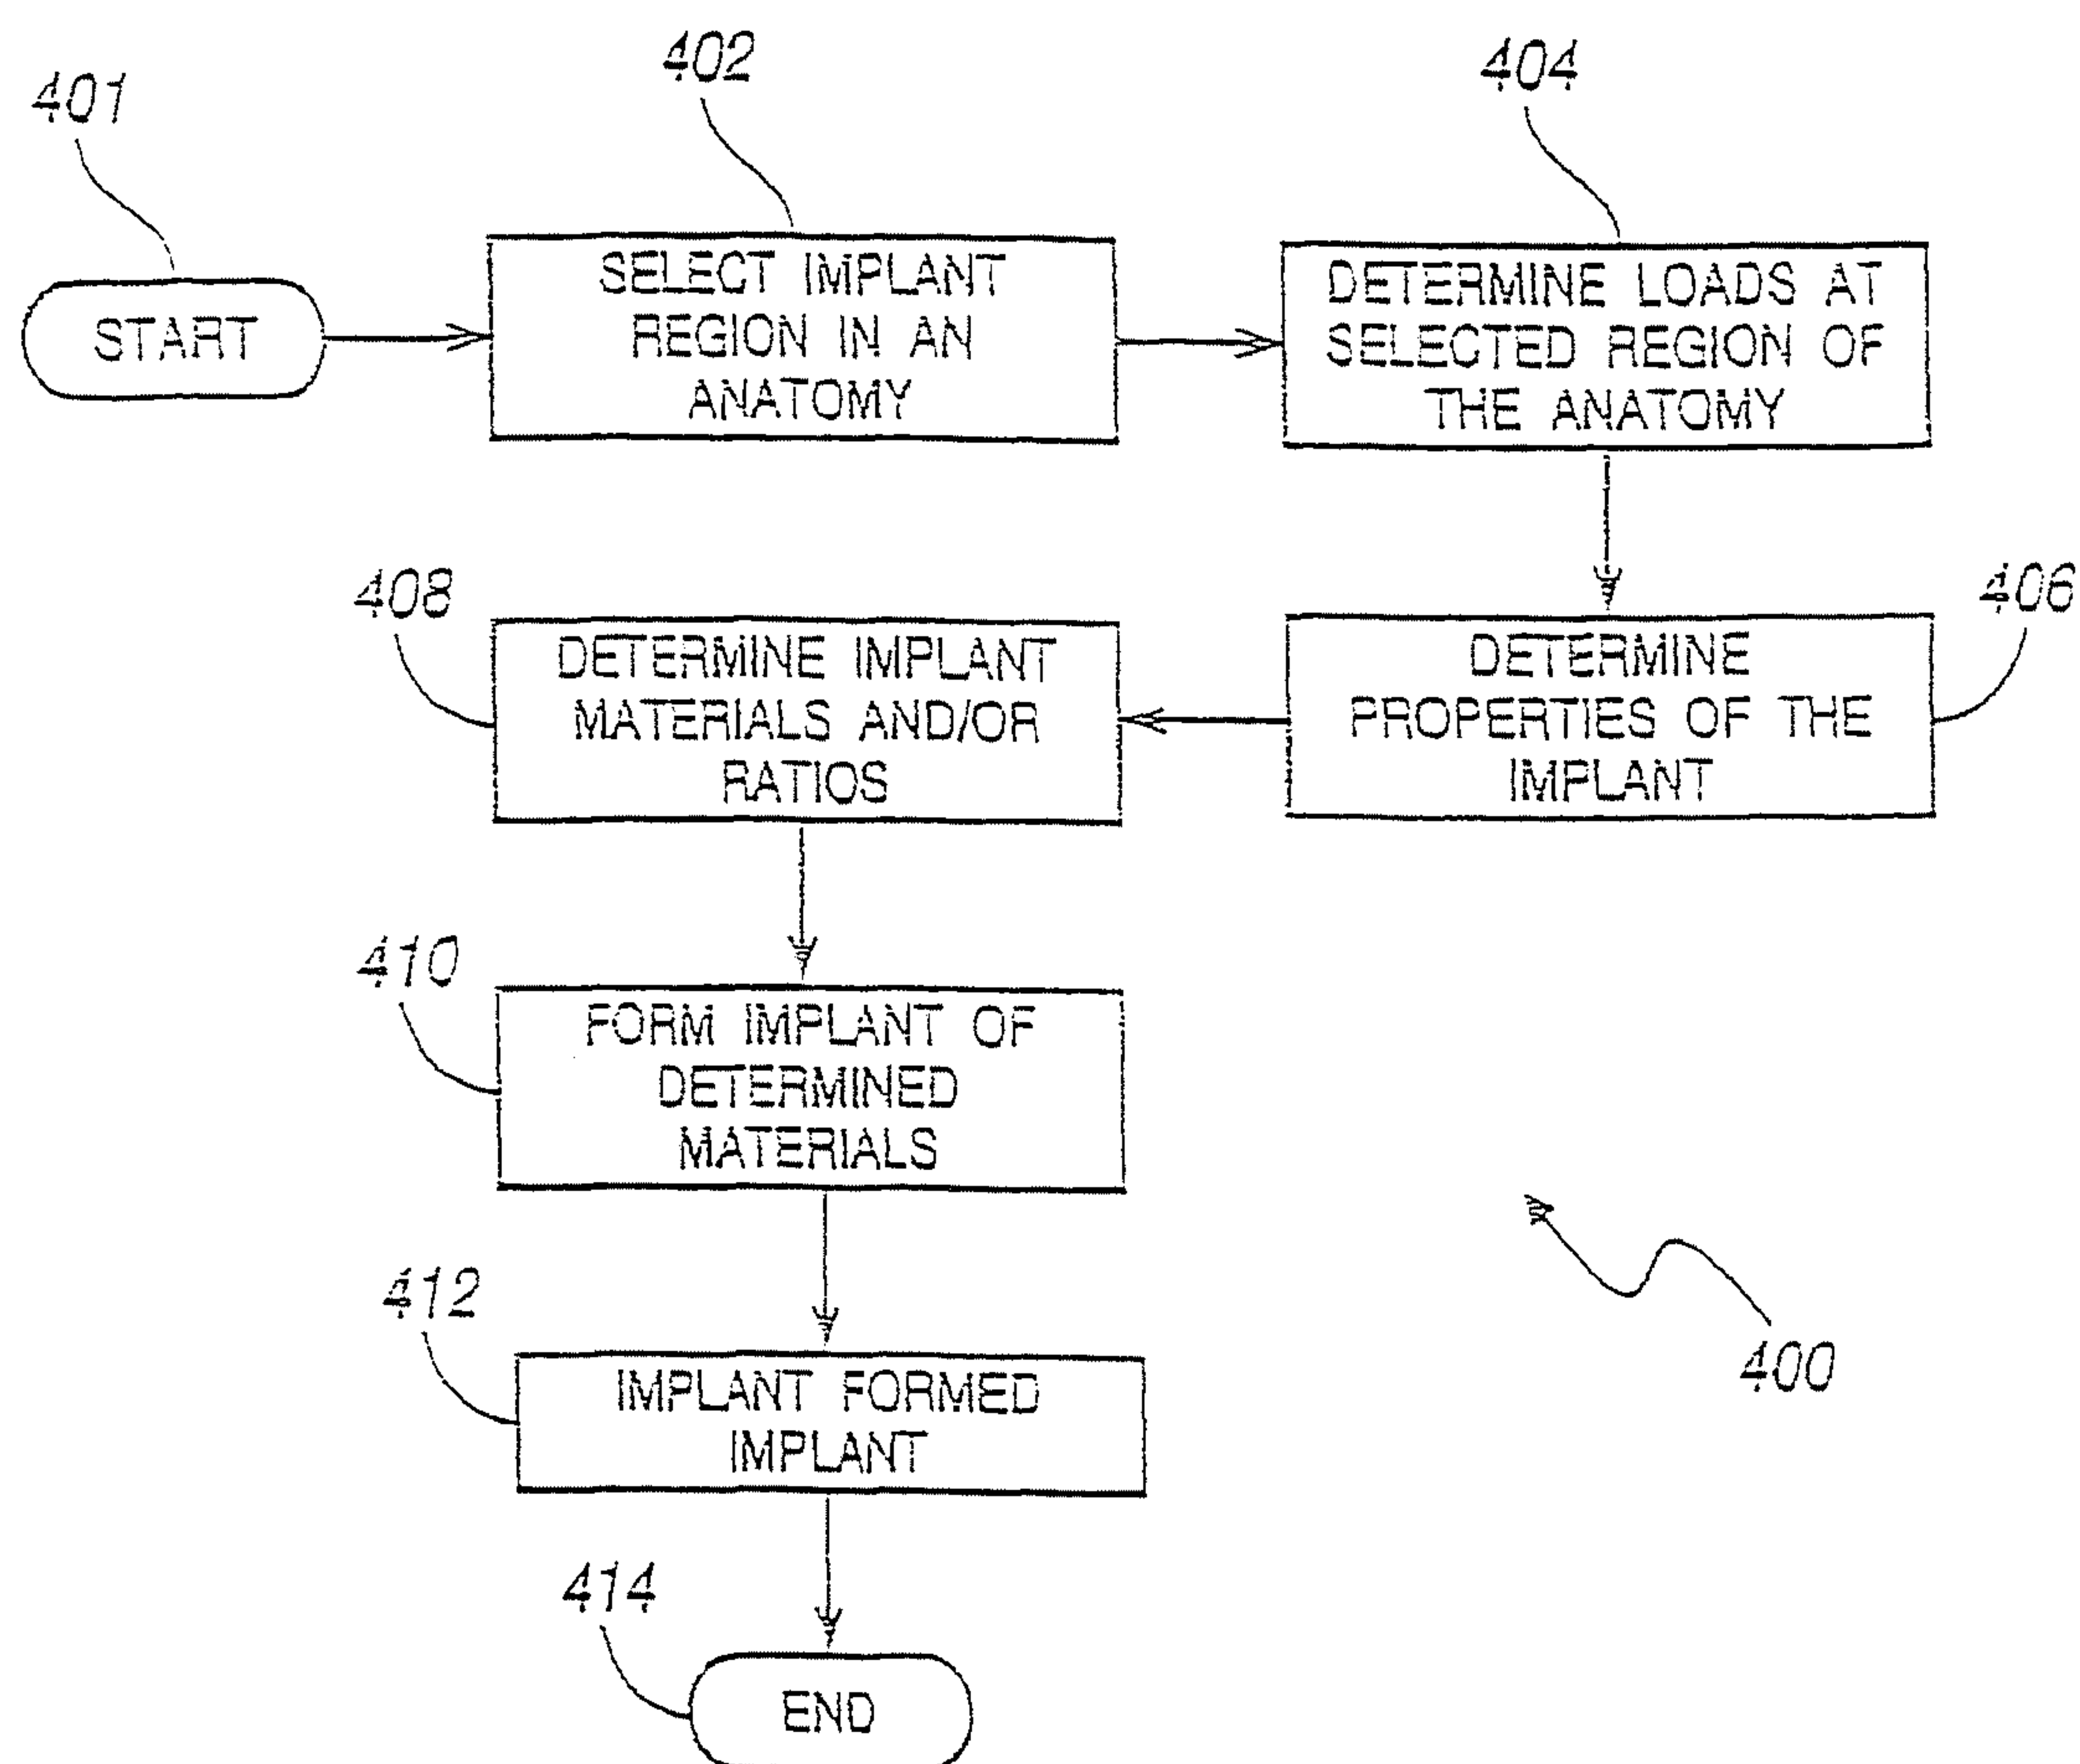 401
START
402
SELECT IMPLANT
REGION IN AN
ANATOMY
404
DETERMINE LOADS AT
SELECTED REGION OF
THE ANATOMY
406
DETERMINE
PROPERTIES OF THE
IMPLANT
408
DETERMINE IMPLANT
MATERIALS AND/OR
RATIOS
410
FORM IMPLANT OF
DETERMINED
MATERIALS
412
IMPLANT FORMED
IMPLANT
414
END
400